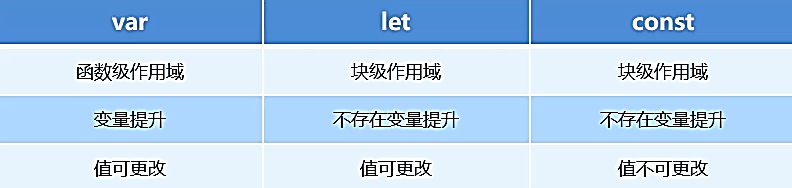 var let const
函数级作用域 块级作用域 块级作用域
变量提升 不存在变量提升 不存在变量提升
值可更改 值可更改 值不可更改